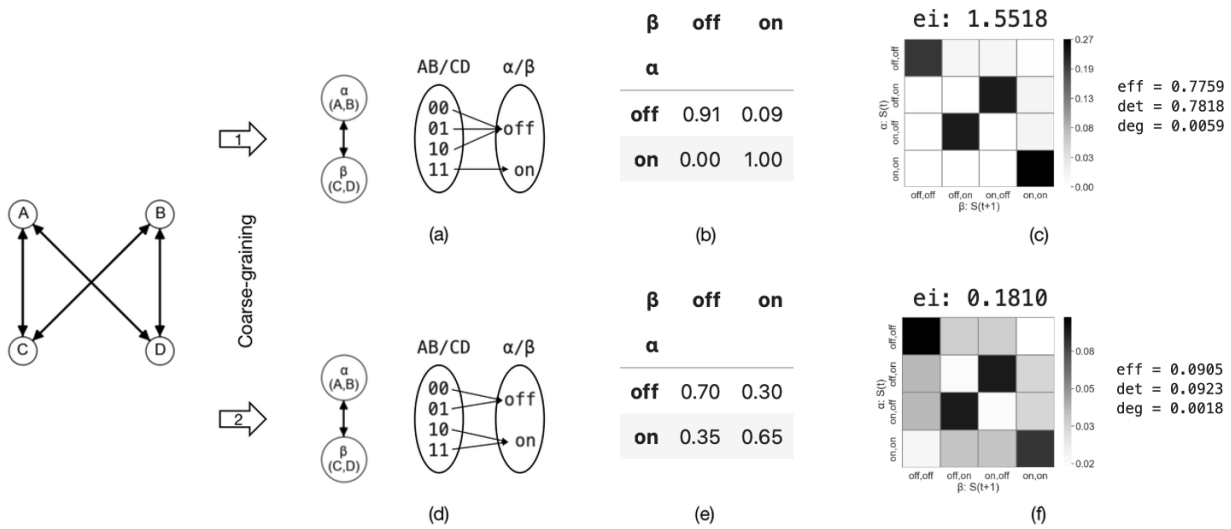 A
B
C
D
Coarse-graining
1
α
(A,B)
β
(C,D)
AB/CD
α/β
00
01
10
11
off
on
(a)
β off on
α
off 0.91 0.09
on 0.00 1.00
(b)
ei: 1.5518
α: S(t)
off,off
off,on
on,off
on,on
off,off off,on on,off on,on
β: S(t+1)
0.27
0.19
0.13
0.08
0.03
0.00
eff = 0.7759
det = 0.7818
deg = 0.0059
(c)
2
α
(A,B)
β
(C,D)
AB/CD
α/β
00
01
10
11
off
on
(d)
β off on
α
off 0.70 0.30
on 0.35 0.65
(e)
ei: 0.1810
α: S(t)
off,off
off,on
on,off
on,on
off,off off,on on,off on,on
β: S(t+1)
0.08
0.05
0.03
0.02
eff = 0.0905
det = 0.0923
deg = 0.0018
(f)